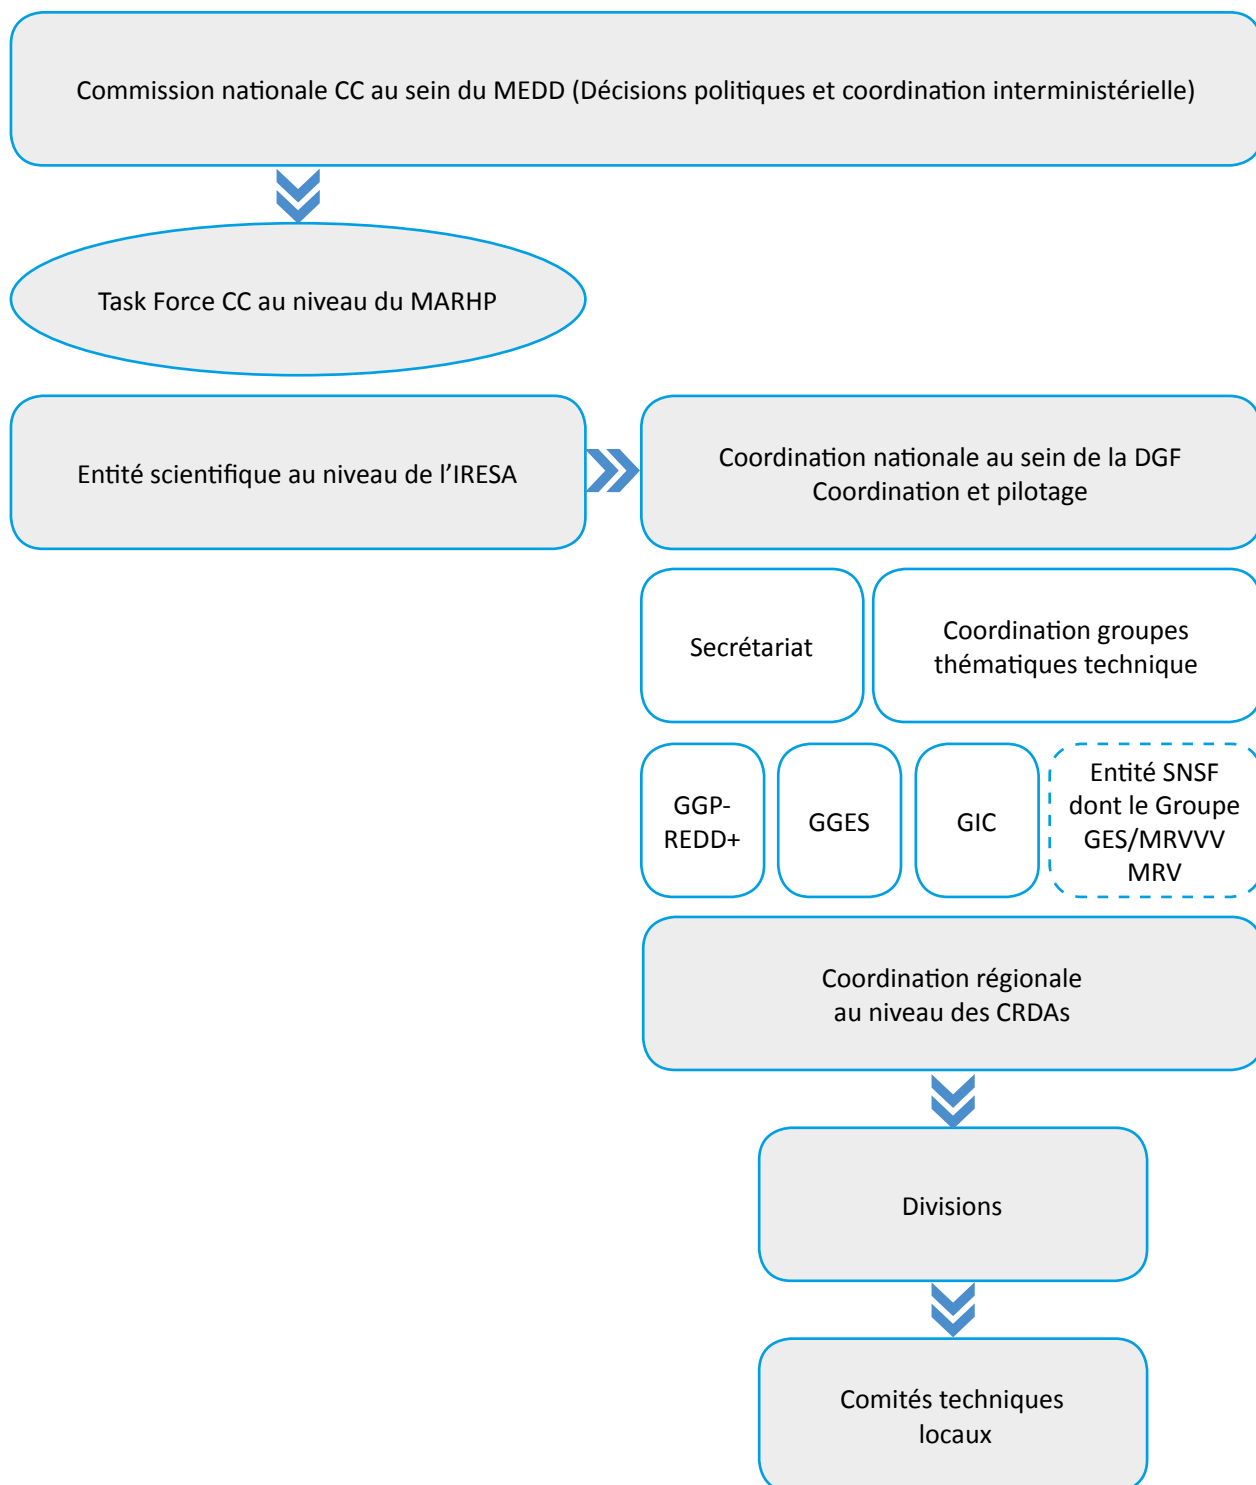 Commission nationale CC au sein du MEDD (Décisions politiques et coordination interministérielle)
Task Force CC au niveau du MARHP
Entité scientifique au niveau de l’IRESA
Coordination nationale au sein de la DGF
Coordination et pilotage
Secrétariat
Coordination groupes
thématiques technique
GGP-
REDD+
GGES
GIC
Entité SNSF
dont le Groupe
GES/MRVVV
MRV
Coordination régionale
au niveau des CRDAs
Divisions
Comités techniques
locaux